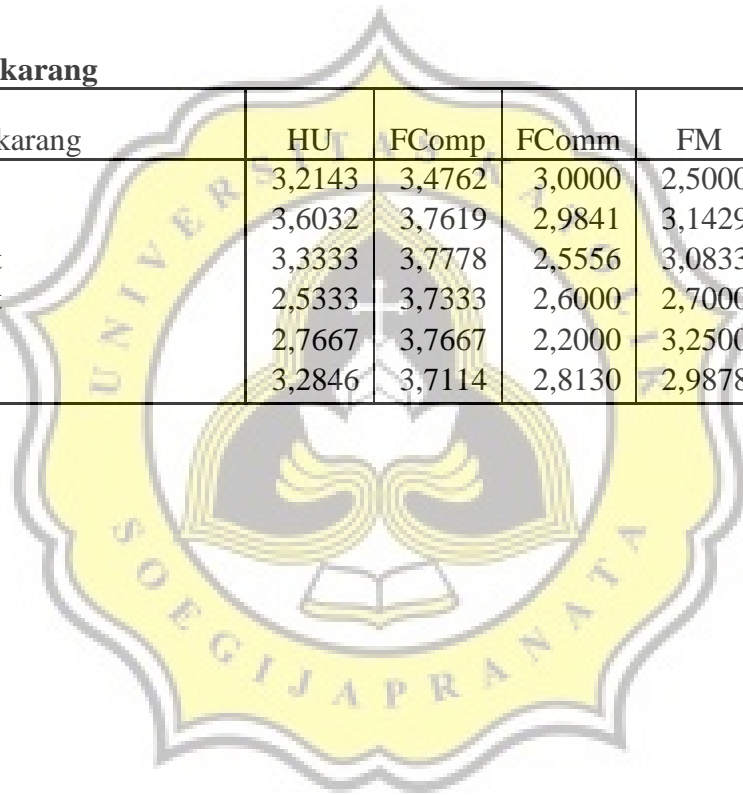 karang
karang HU FComp FComm FM
3,2143 3,4762 3,0000 2,5000
3,6032 3,7619 2,9841 3,1429
t 3,3333 3,7778 2,5556 3,0833
t 2,5333 3,7333 2,6000 2,7000
2,7667 3,7667 2,2000 3,2500
3,2846 3,7114 2,8130 2,9878
UNIVERSITAS KATOLIK
SOEGIJAPRANATA